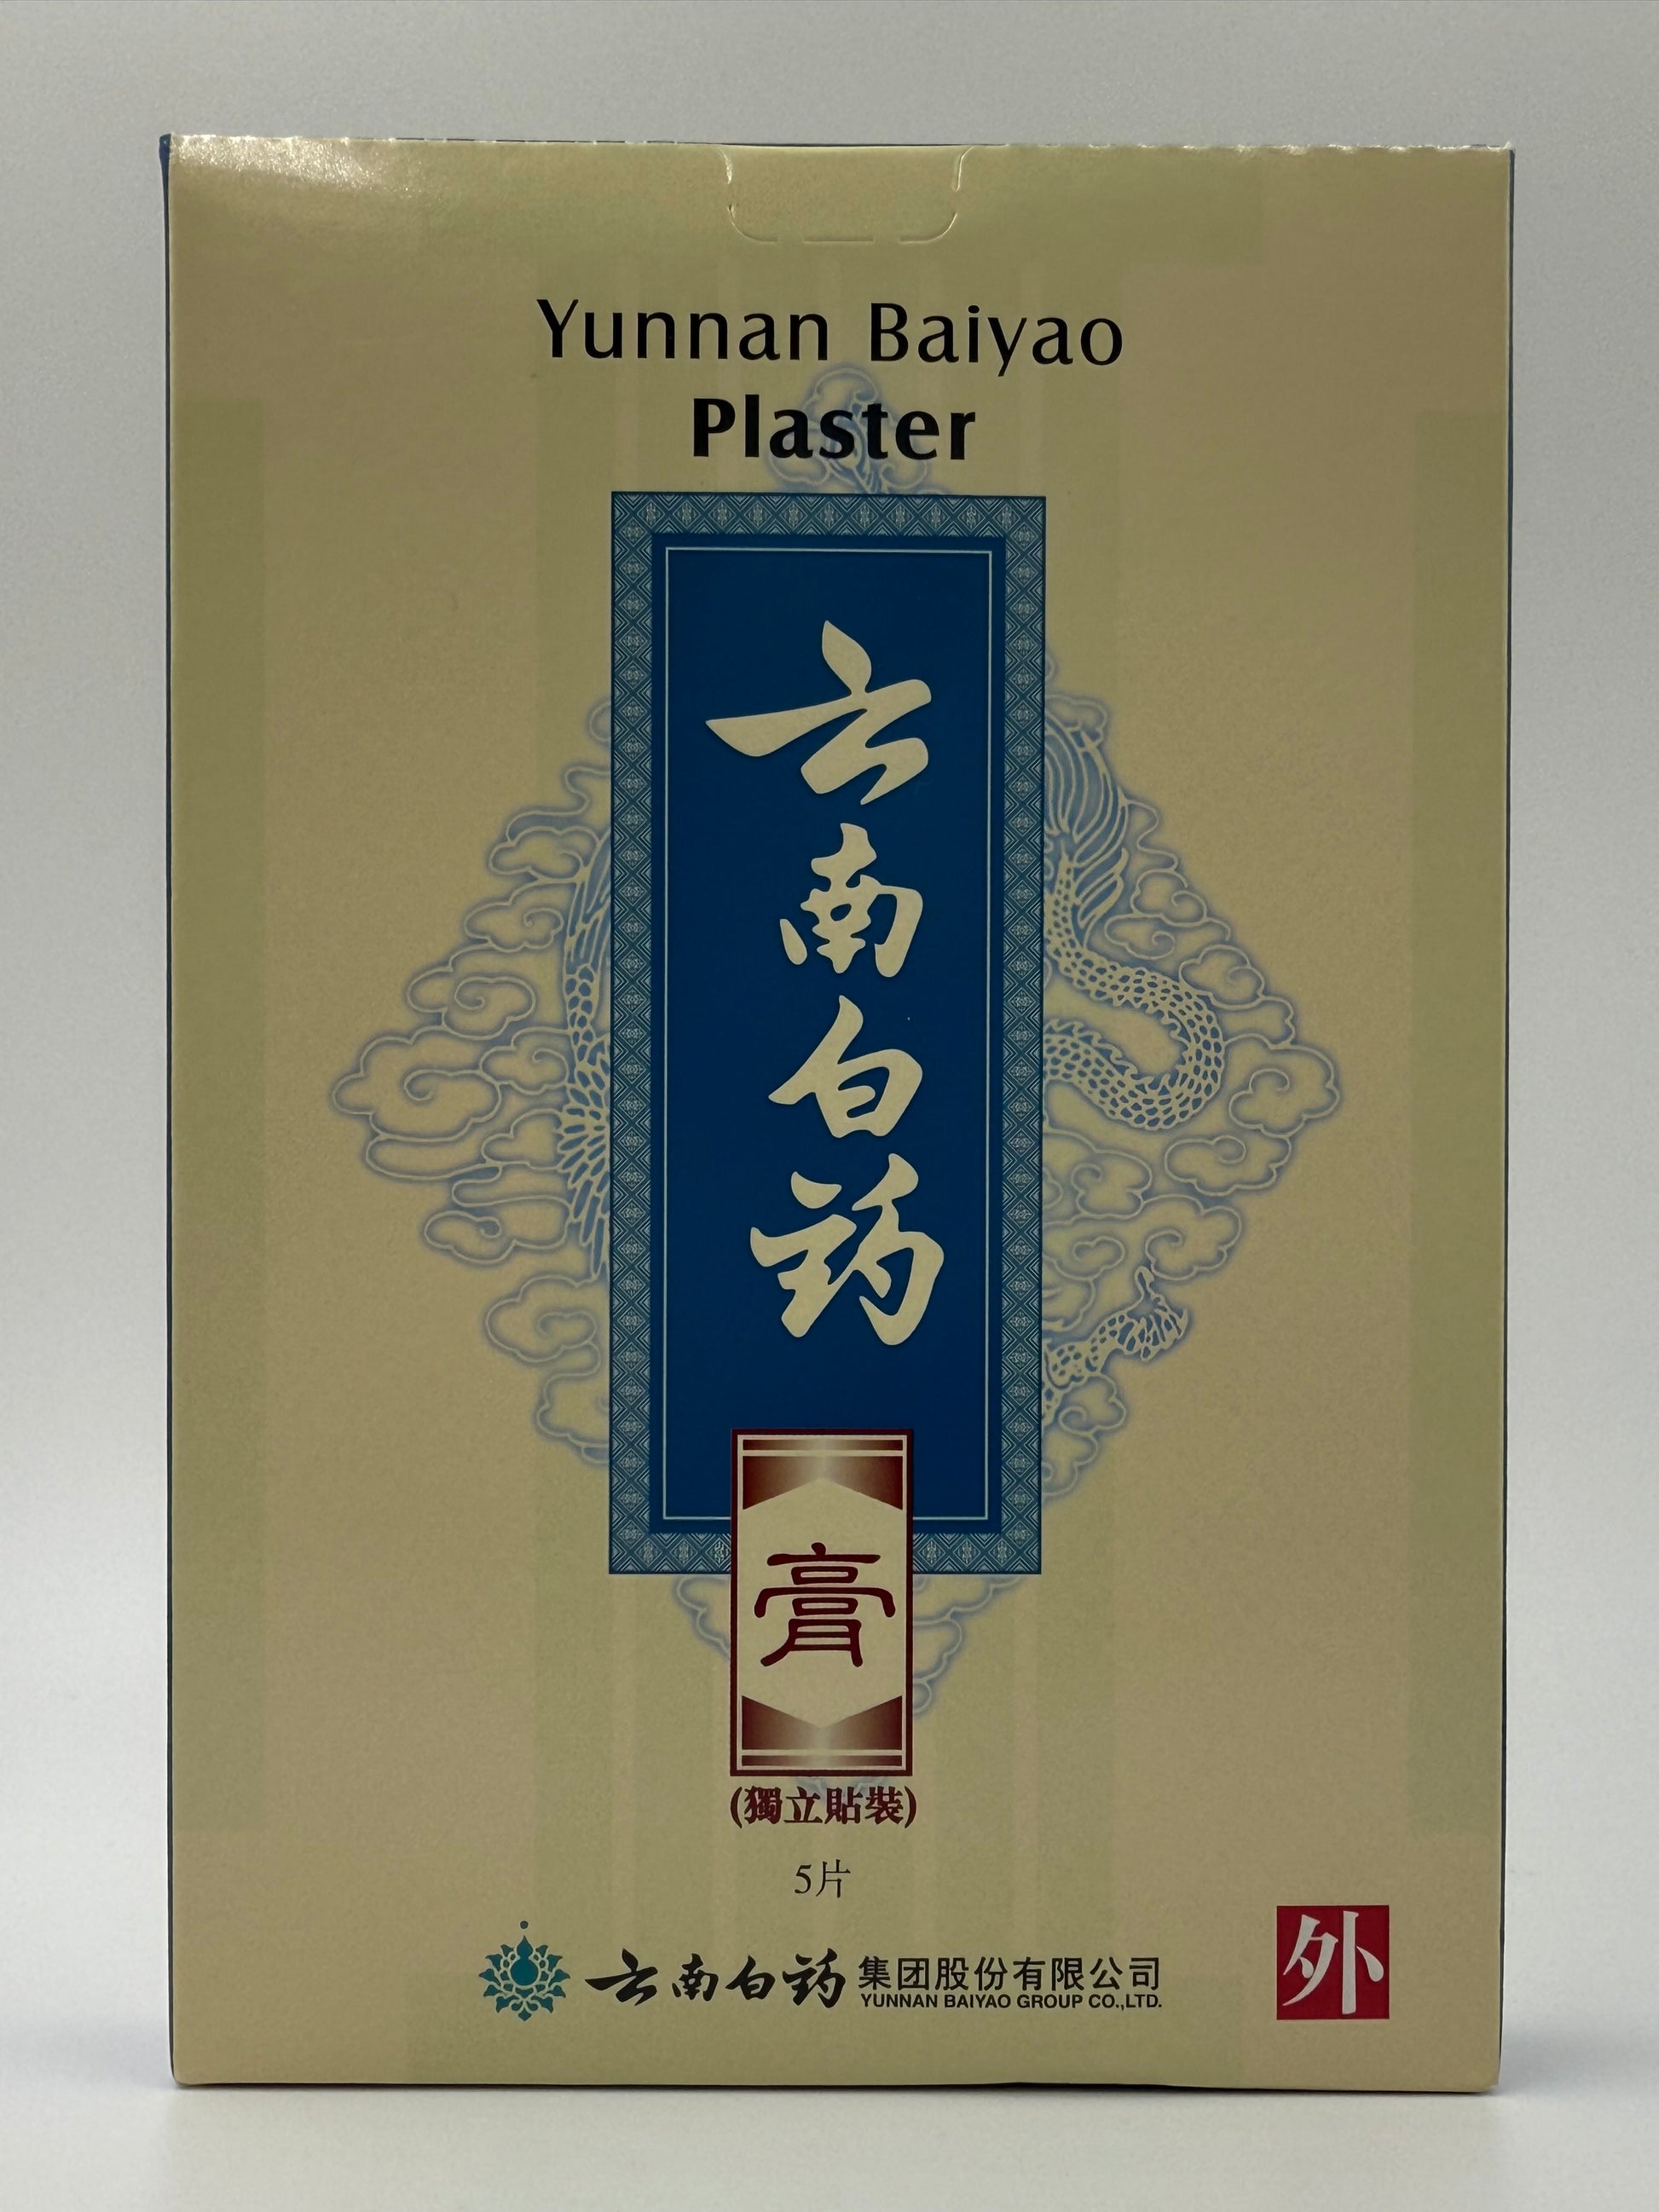 Yunnan Baiyao
Plaster
云南白药
膏
(獨立貼裝)
5片
云南白药 集团股份有限公司
YUNNAN BAIYAO GROUP CO.,LTD.
外